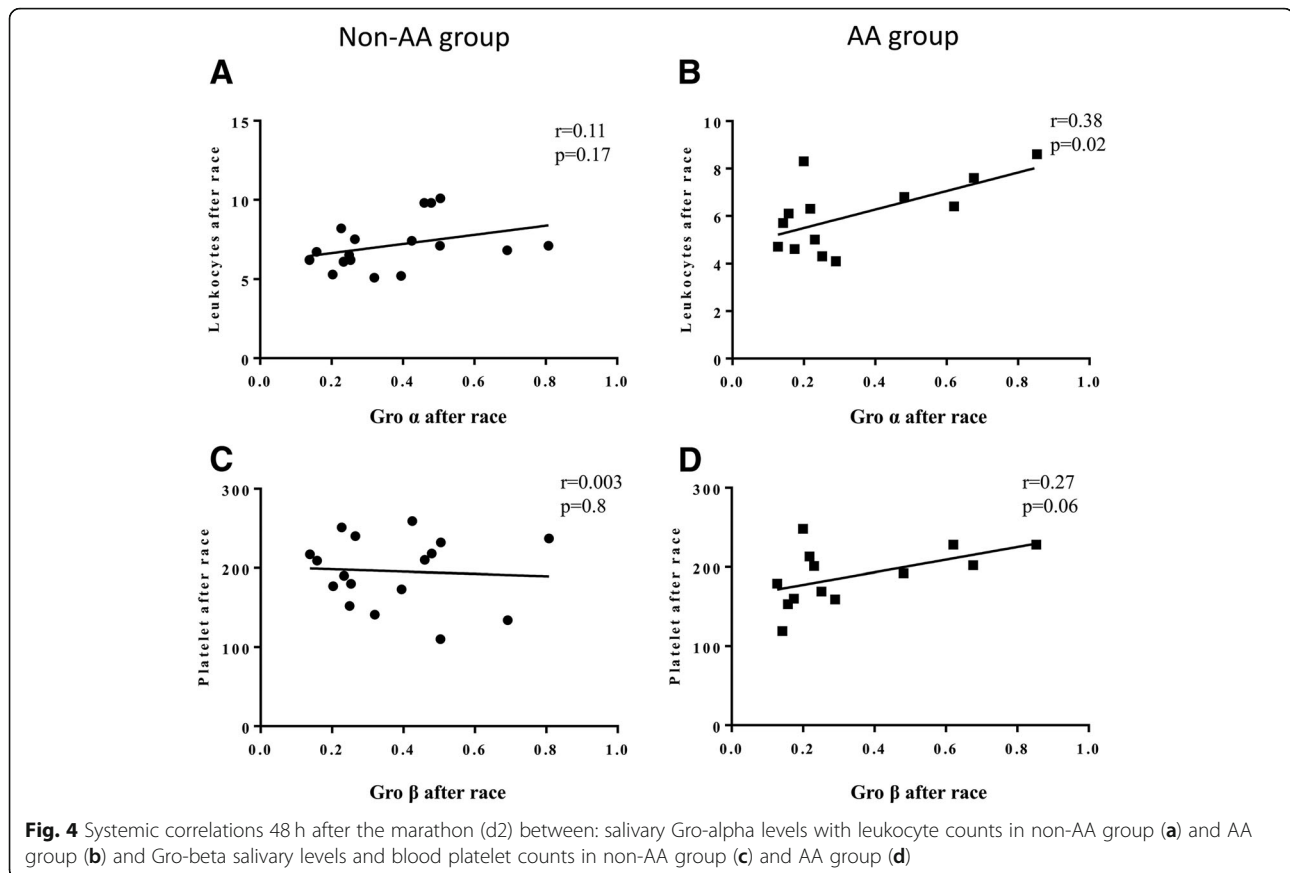 Non-AA group
AA group
A
r=0.11
p=0.17
15
10
5
0
Leukocytes after race
0.0 0.2 0.4 0.6 0.8 1.0
Gro α after race
B
r=0.38
p=0.02
10
8
6
4
2
0
Leukocytes after race
0.0 0.2 0.4 0.6 0.8 1.0
Gro α after race
C
r=0.003
p=0.8
300
200
100
0
Platelet after race
0.0 0.2 0.4 0.6 0.8 1.0
Gro β after race
D
r=0.27
p=0.06
300
200
100
0
Platelet after race
0.0 0.2 0.4 0.6 0.8 1.0
Gro β after race
Fig. 4 Systemic correlations 48 h after the marathon (d2) between: salivary Gro-alpha levels with leukocyte counts in non-AA group (a) and AA
group (b) and Gro-beta salivary levels and blood platelet counts in non-AA group (c) and AA group (d)